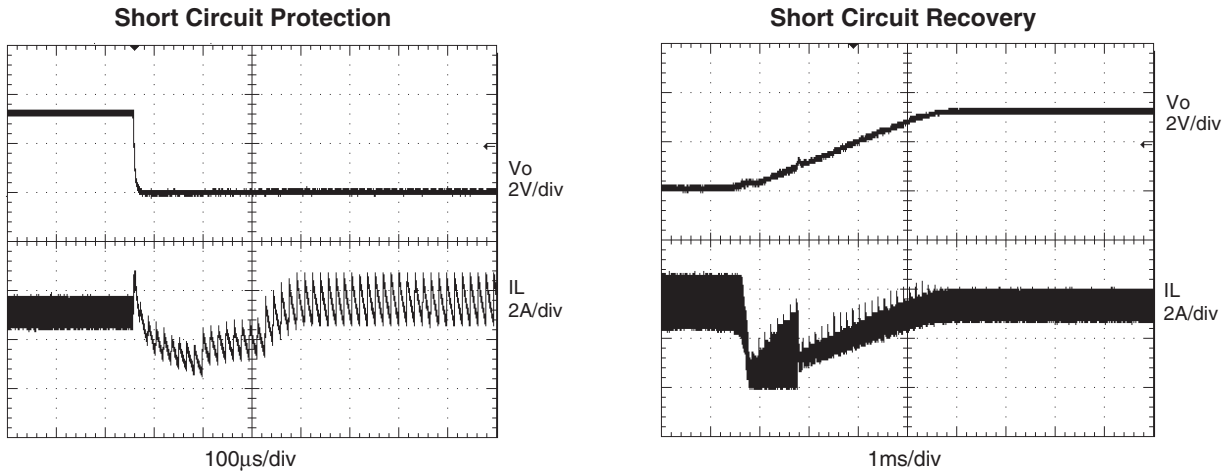 Short Circuit Protection
Vo
2V/div
IL
2A/div
100µs/div
Short Circuit Recovery
Vo
2V/div
IL
2A/div
1ms/div